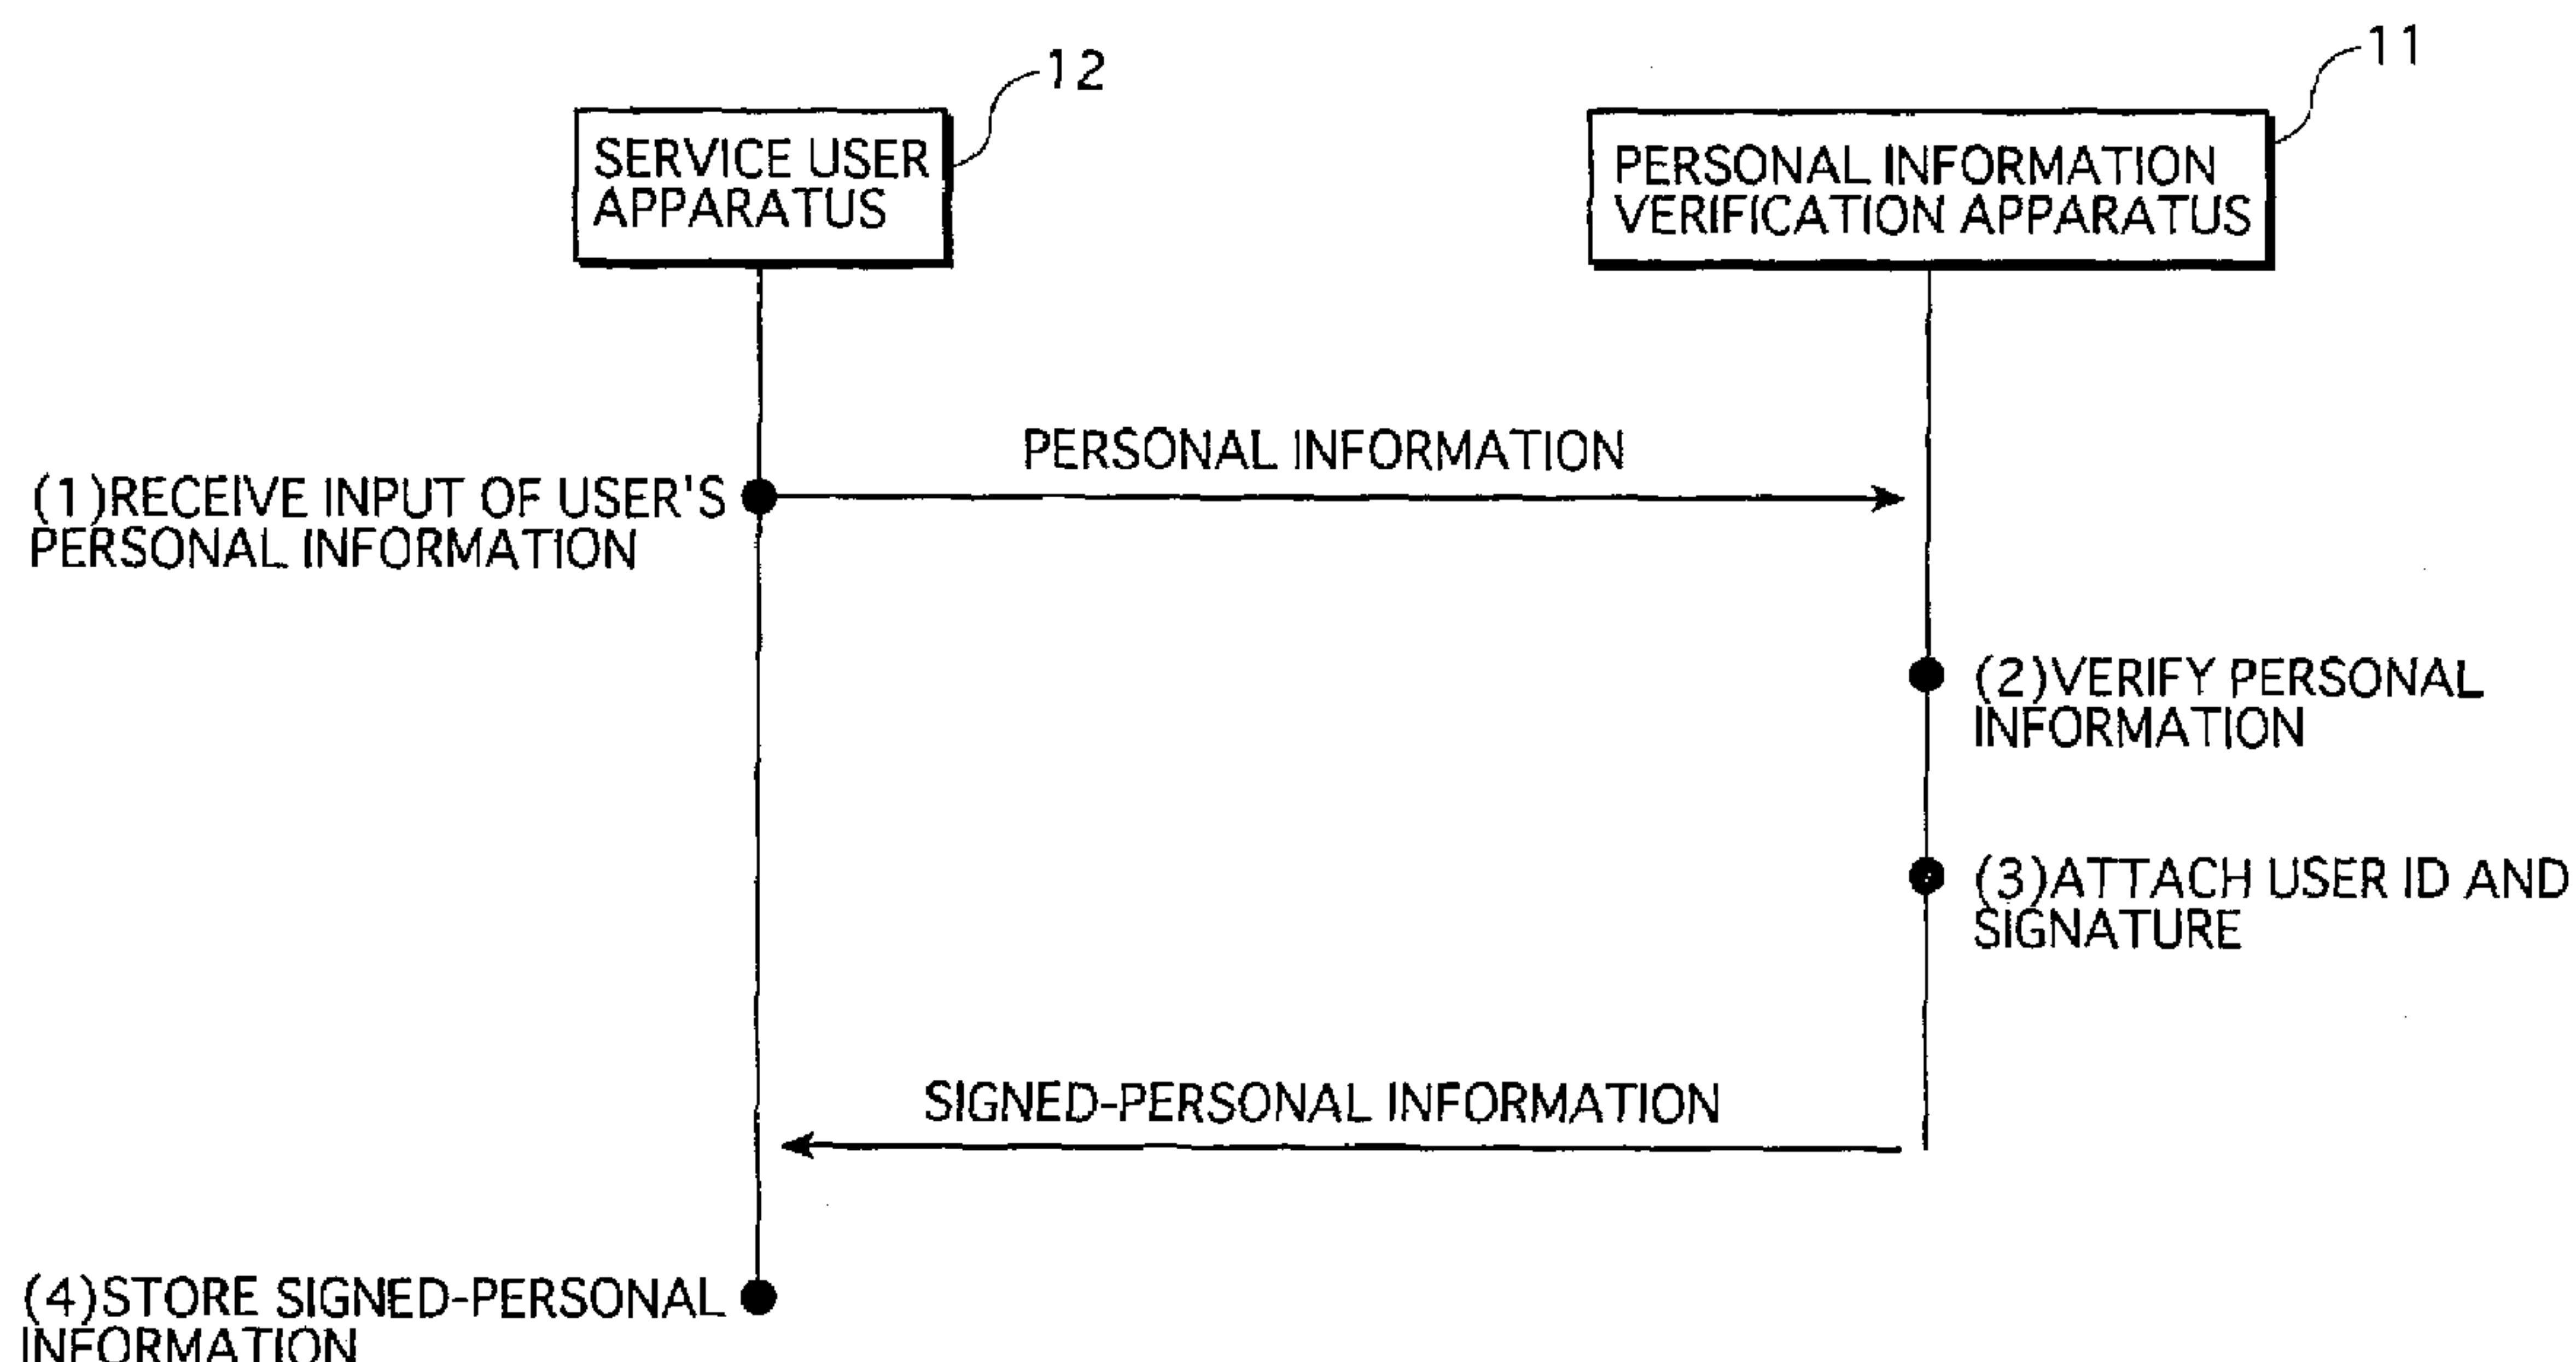 12
11
SERVICE USER
APPARATUS
PERSONAL INFORMATION
VERIFICATION APPARATUS
PERSONAL INFORMATION
(1)RECEIVE INPUT OF USER'S
PERSONAL INFORMATION
(2)VERIFY PERSONAL
INFORMATION
(3)ATTACH USER ID AND
SIGNATURE
SIGNED-PERSONAL INFORMATION
(4)STORE SIGNED-PERSONAL
INFORMATION